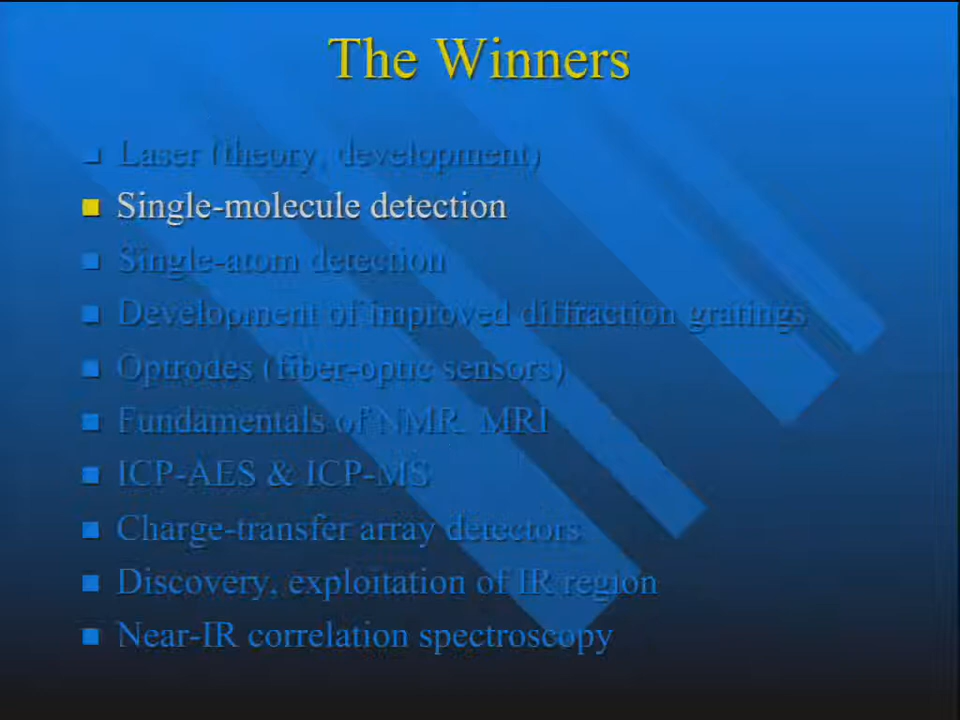 The Winners
Laser (theory, development)
Single-molecule detection
Single-atom detection
Development of improved diffraction gratings
Optrodes (fiber-optic sensors)
Fundamentals of NMR, MRI
ICP-AES & ICP-MS
Charge-transfer array detectors
Discovery, exploitation of IR region
Near-IR correlation spectroscopy